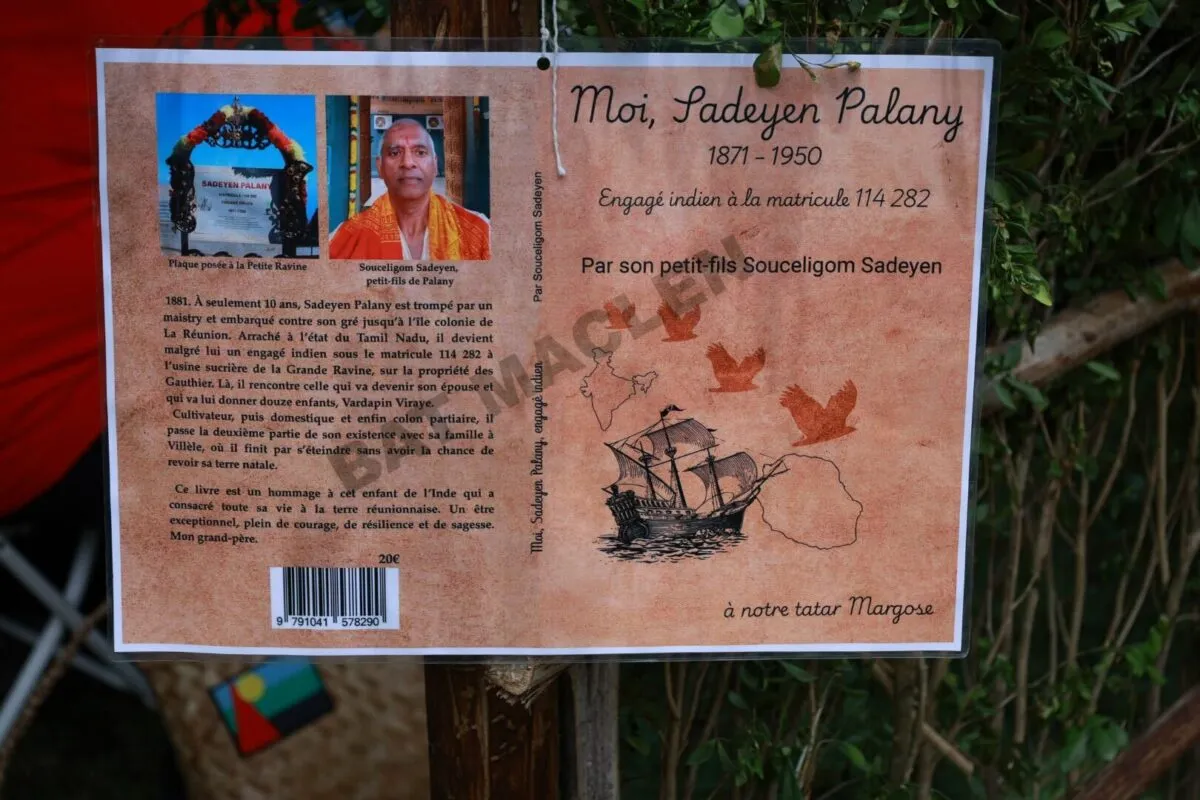 SADEYEN PALANY
Plaque posée à la Petite Ravine
Souceligom Sadeyen,
petit-fils de Palany
1881. À seulement 10 ans, Sadeyen Palany est trompé par un
maistry et embarqué contre son gré jusqu'à l'île colonie de
La Réunion. Arraché à l'état du Tamil Nadu, il devient
malgré lui un engagé indien sous le matricule 114 282 à
l'usine sucrière de la Grande Ravine, sur la propriété des
Gauthier. Là, il rencontre celle qui va devenir son épouse et
qui va lui donner douze enfants, Vardapin Viraye.
Cultivateur, puis domestique et enfin colon partiaire, il
passe la deuxième partie de son existence avec sa famille à
Villèle, où il finit par s'éteindre sans avoir la chance de
revoir sa terre natale.
Ce livre est un hommage à cet enfant de l'Inde qui a
consacré toute sa vie à la terre réunionnaise. Un être
exceptionnel, plein de courage, de résilience et de sagesse.
Mon grand-père.
20€
9 791041 578290
Moi, Sadeyen Palany, engagé indien
Par Souceligom Sadeyen
Moi, Sadeyen Palany
1871 - 1950
Engagé indien à la matricule 114 282
Par son petit-fils Souceligom Sadeyen
à notre tatar Margose
MACLEN